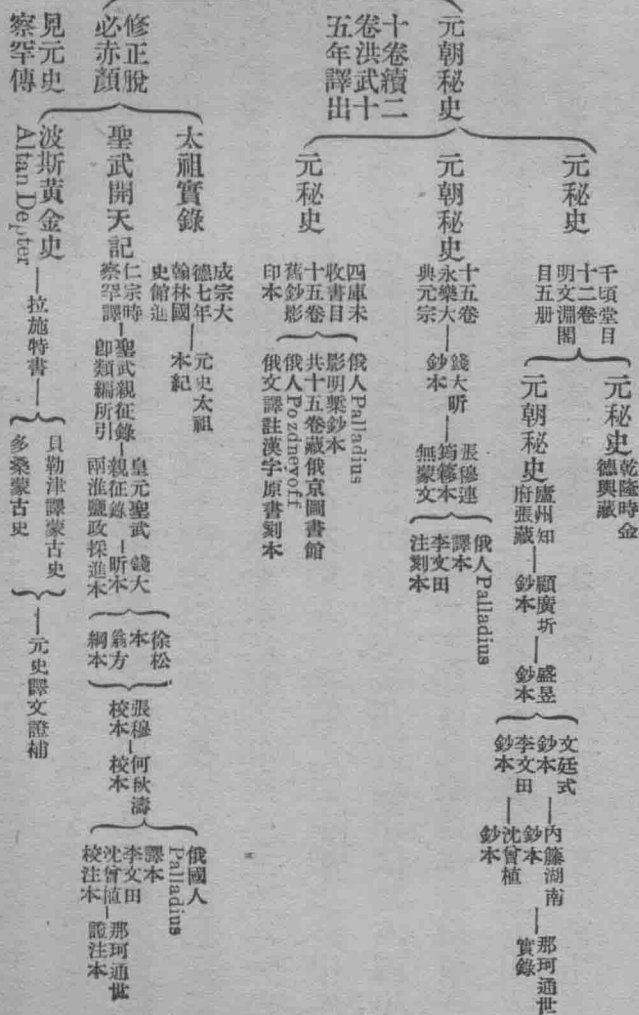 元朝秘史
十卷續二
卷洪武十
五年譯出
元秘史
千頃堂目
十二卷
明文淵閣
目五册
元秘史
乾隆時金
德輿藏
元朝秘史
廬州知
府張藏
顧廣圻
鈔本
盛昱
鈔本
文廷式
鈔本
李文田
鈔本
內藤湖南
鈔本
沈曾植
鈔本
那珂通世
實錄
元朝秘史
十五卷
永樂大
典元宗
錢大昕
鈔本
張穆連
筠簃本
無蒙文
俄人Palladius
譯本
李文田
注刻本
元秘史
四庫未
收書目
十五卷
舊鈔影
印本
俄人Palladius
影明槧鈔本
共十五卷藏俄京圖書館
俄人Pozdneyoff
俄文譯註漢字原書刻本
修正脫
必赤顏
太祖實錄
成宗大
德七年
翰林國
史館進
元史太祖
本紀
聖武開天記
仁宗時
察罕譯
聖武親征錄
卽類編所引
皇元聖武
親征錄
兩淮鹽政採進本
錢大
昕本
徐松
本
翁方
綱本
張穆
校本
何秋濤
校本
俄國人
Palladius
譯本
李文田
沈曾植
校注本
那珂通世
證注本
見元史
察罕傳
波斯黃金史
Altan Depter
拉施特書
貝勒津譯蒙古史
多桑蒙古史
元史譯文證補